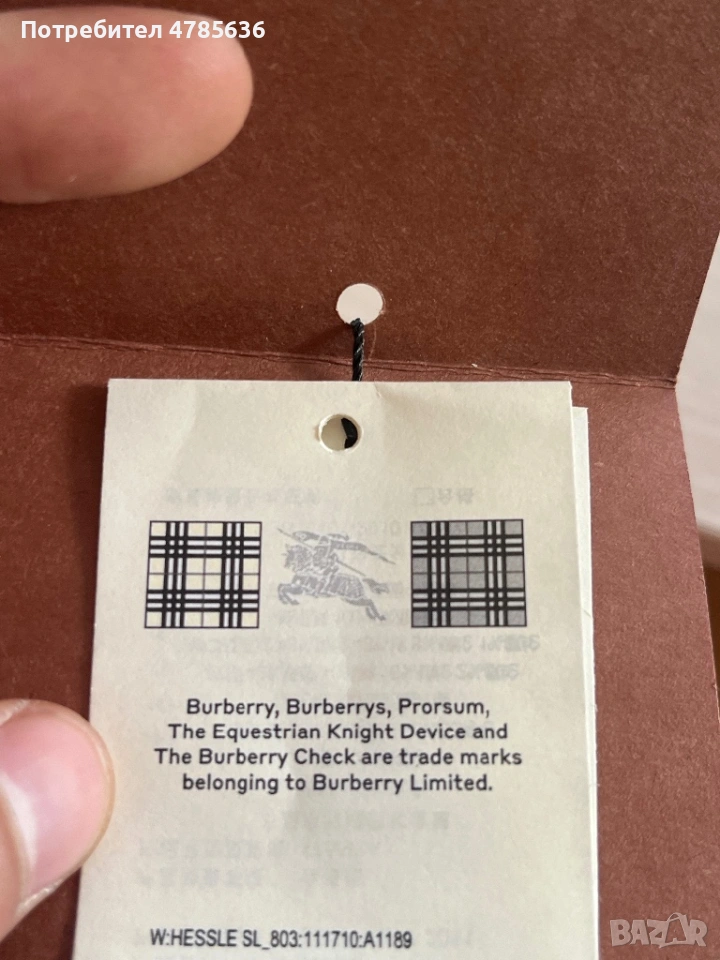 Потребител 4785636
Burberry, Burberrys, Prorsum,
The Equestrian Knight Device and
The Burberry Check are trade marks
belonging to Burberry Limited.
W:HESSLE SL_803:111710:A1189
BAZAR